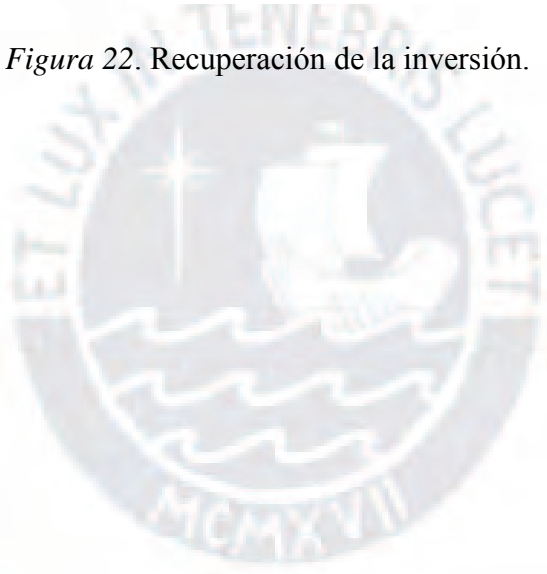 Figura 22. Recuperación de la inversión.
ET LUX IN TENEBRIS LUCET
MCMXVII